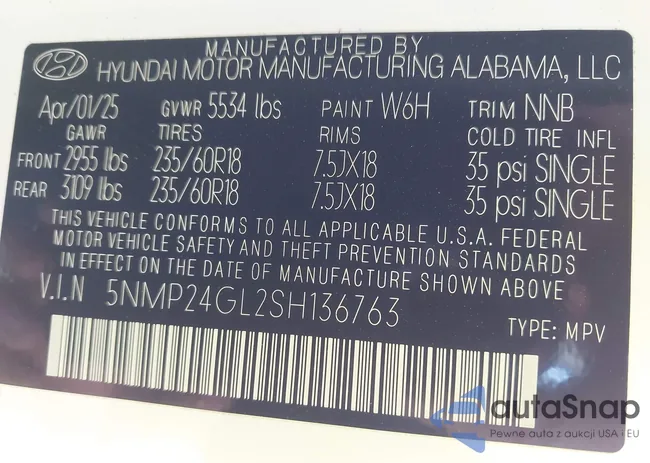 MANUFACTURED BY
HYUNDAI MOTOR MANUFACTURING ALABAMA, LLC
Apr/01/25 GVWR 5534 lbs PAINT W6H TRIM NNB
GAWR TIRES RIMS COLD TIRE INFL
FRONT 2955 lbs 235/60R18 7.5JX18 35 psi SINGLE
REAR 3109 lbs 235/60R18 7.5JX18 35 psi SINGLE
THIS VEHICLE CONFORMS TO ALL APPLICABLE U.S.A. FEDERAL
MOTOR VEHICLE SAFETY AND THEFT PREVENTION STANDARDS
IN EFFECT ON THE DATE OF MANUFACTURE SHOWN ABOVE
V.I.N 5NMP24GL2SH136763
TYPE: MPV
autaSnap
Pewne auta z aukcji USA • EU